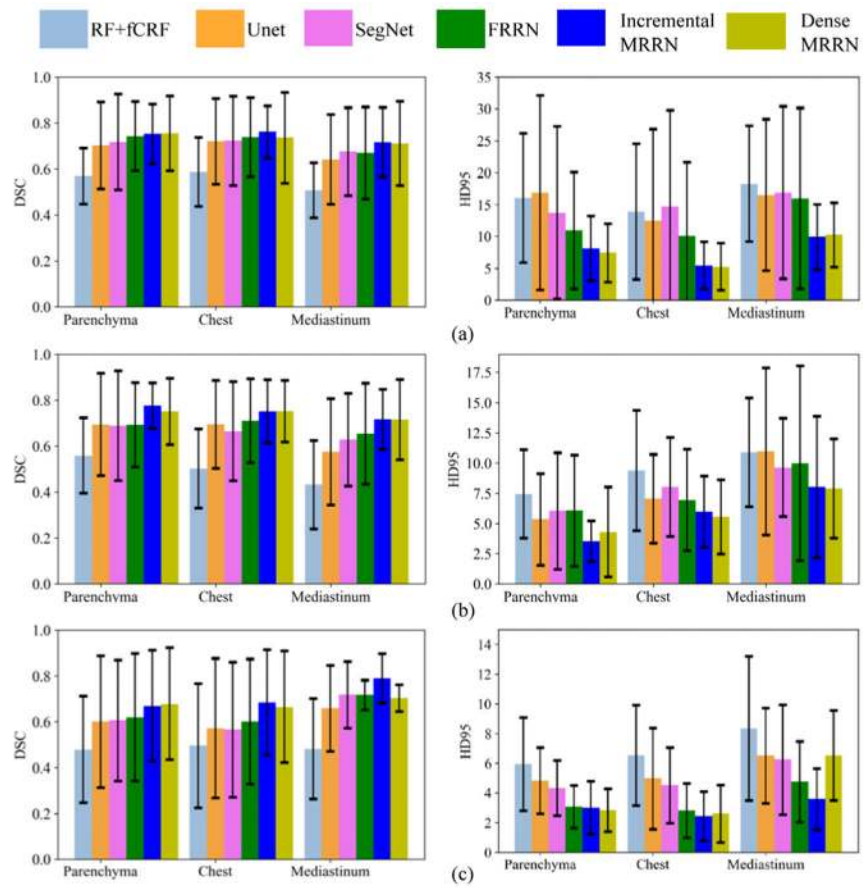 RF+fCRF Unet SegNet FRRN Incremental MRRN Dense MRRN
1.0
0.8
0.6
0.4
0.2
0.0
DSC
Parenchyma Chest Mediastinum
35
30
25
20
15
10
5
0
HD95
Parenchyma Chest Mediastinum
(a)
1.0
0.8
0.6
0.4
0.2
0.0
DSC
Parenchyma Chest Mediastinum
17.5
15.0
12.5
10.0
7.5
5.0
2.5
0.0
HD95
Parenchyma Chest Mediastinum
(b)
1.0
0.8
0.6
0.4
0.2
0.0
DSC
Parenchyma Chest Mediastinum
14
12
10
8
6
4
2
0
HD95
Parenchyma Chest Mediastinum
(c)